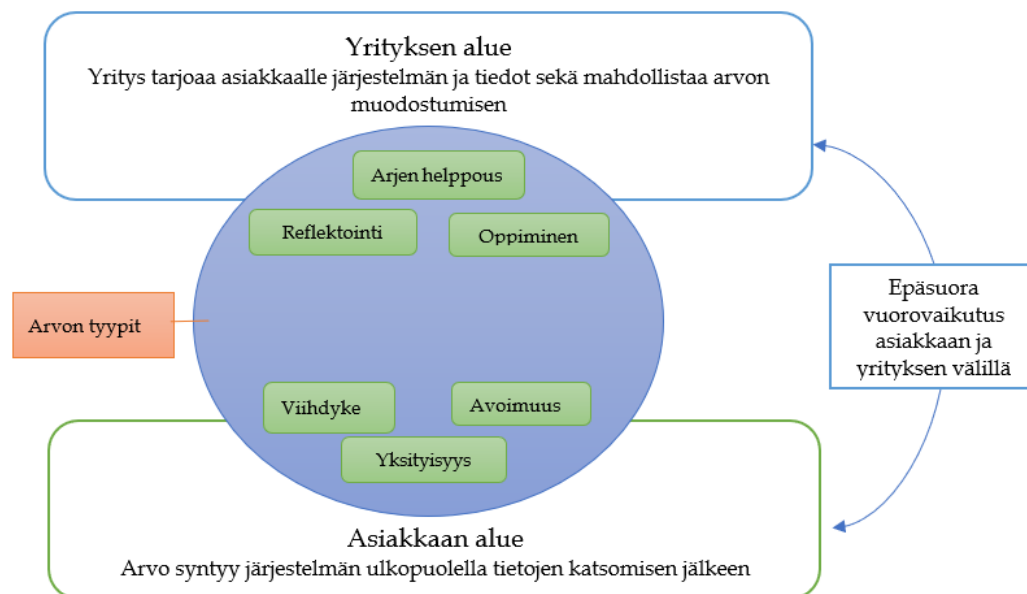 Yrityksen alue
Yritys tarjoaa asiakkaalle järjestelmän ja tiedot sekä mahdollistaa arvon
muodostumisen
Arjen helppous
Reflektointi
Oppiminen
Arvon tyypit
Epäsuora
vuorovaikutus
asiakkaan ja
yrityksen välillä
Viihdyke
Avoimuus
Yksityisyys
Asiakkaan alue
Arvo syntyy järjestelmän ulkopuolella tietojen katsomisen jälkeen